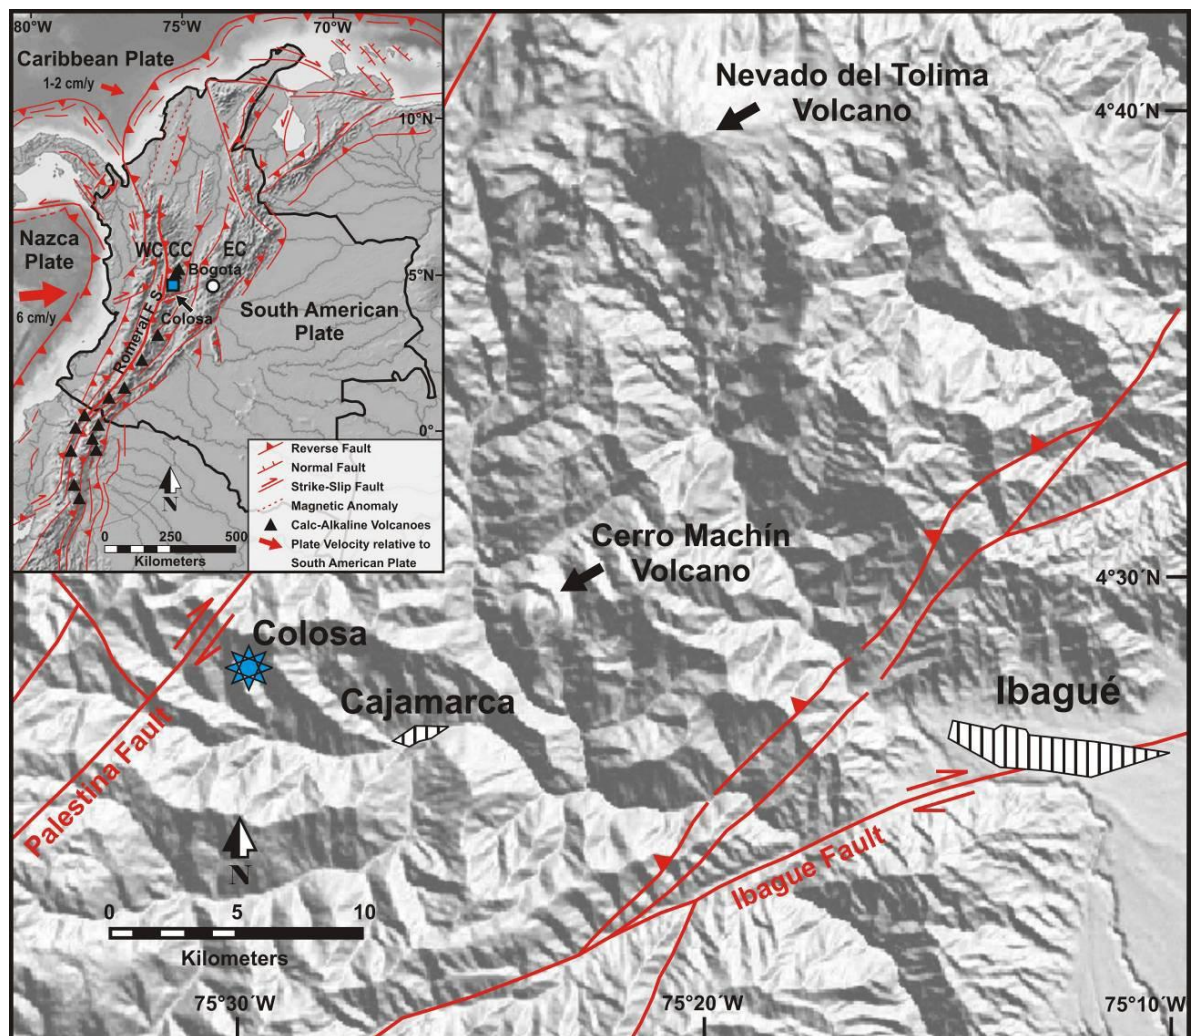 80°W
75°W
70°W
Caribbean Plate
1-2 cm/y
10°N
Nazca
Plate
6 cm/y
WC
CC
EC
Bogota
5°N
Colosa
Romeral F S
South American
Plate
0°
N
0 250 500
Kilometers
Reverse Fault
Normal Fault
Strike-Slip Fault
Magnetic Anomaly
Calc-Alkaline Volcanoes
Plate Velocity relative to
South American Plate
Nevado del Tolima
Volcano
4°40´N
Cerro Machín
Volcano
4°30´N
Colosa
Cajamarca
Ibagué
Palestina Fault
Ibague Fault
N
0 5 10
Kilometers
75°30´W
75°20´W
75°10´W